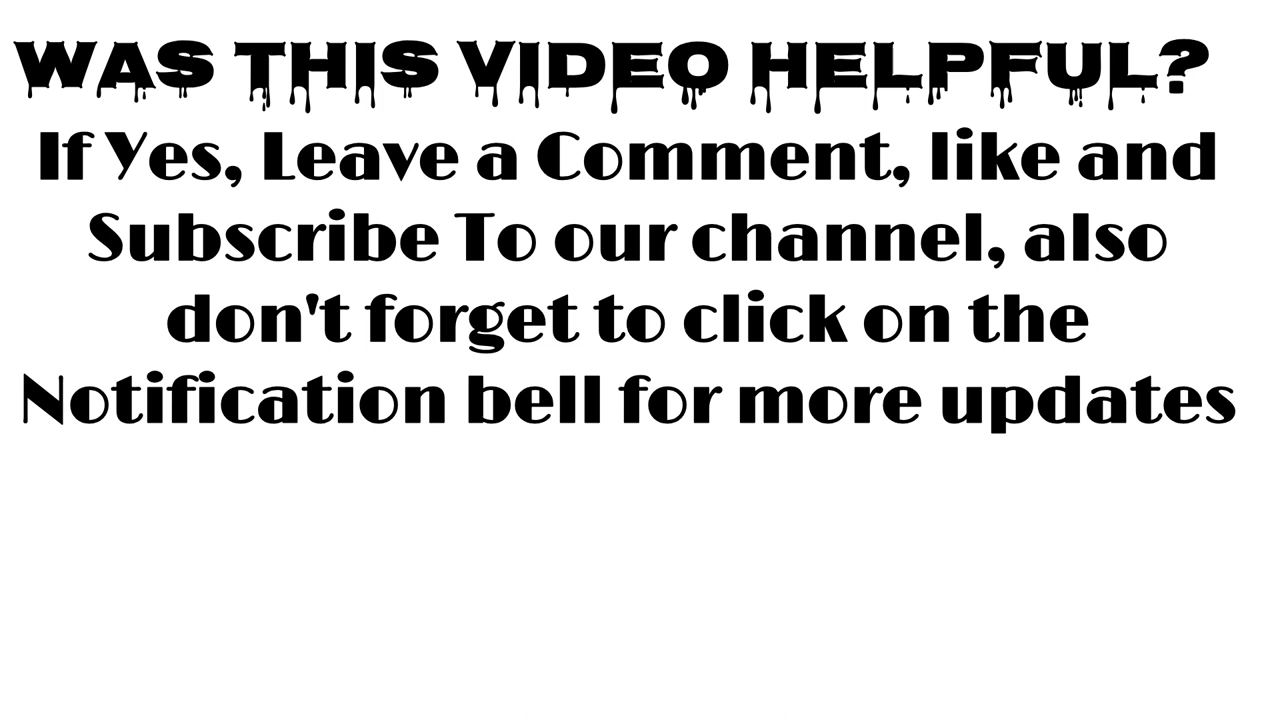 WAS THIS VIDEO HELPFUL?
If Yes, Leave a Comment, like and
Subscribe To our channel, also
don't forget to click on the
Notification bell for more updates